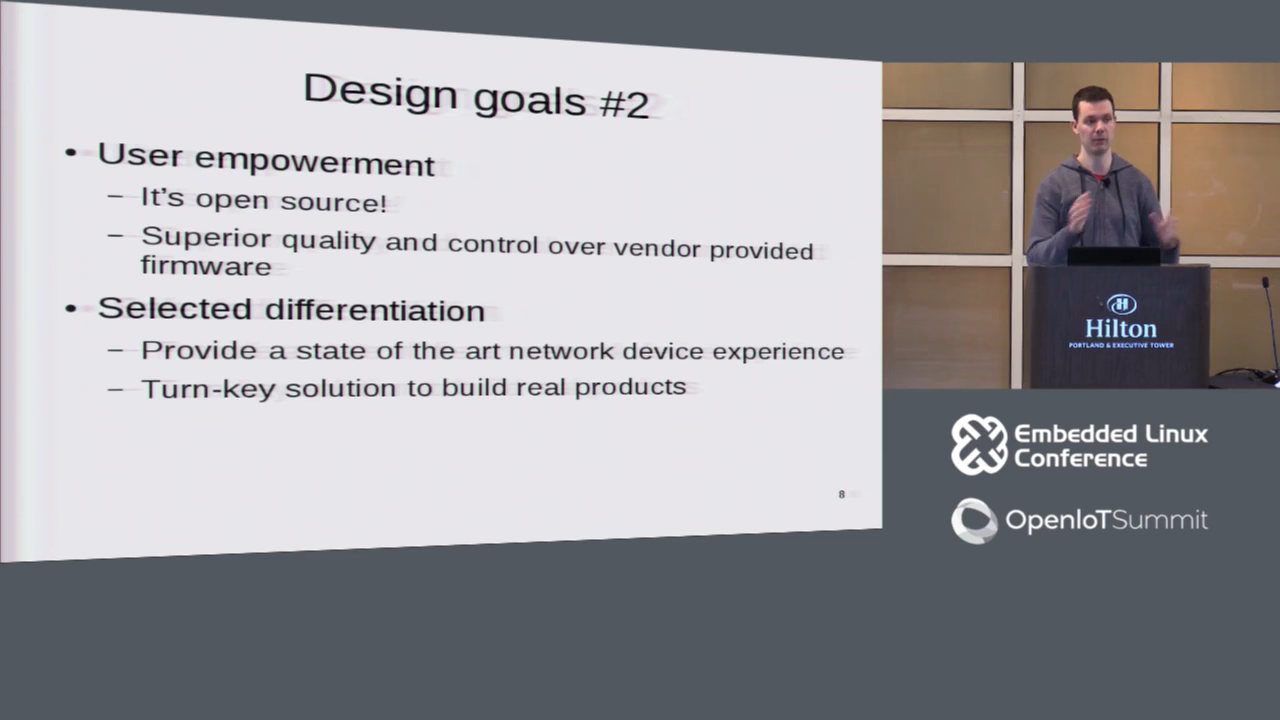 Design goals #2
• User empowerment
– It's open source!
– Superior quality and control over vendor provided
firmware
• Selected differentiation
– Provide a state of the art network device experience
– Turn-key solution to build real products
8
Hilton
PORTLAND & EXECUTIVE TOWER
Embedded Linux
Conference
OpenIoTSummit